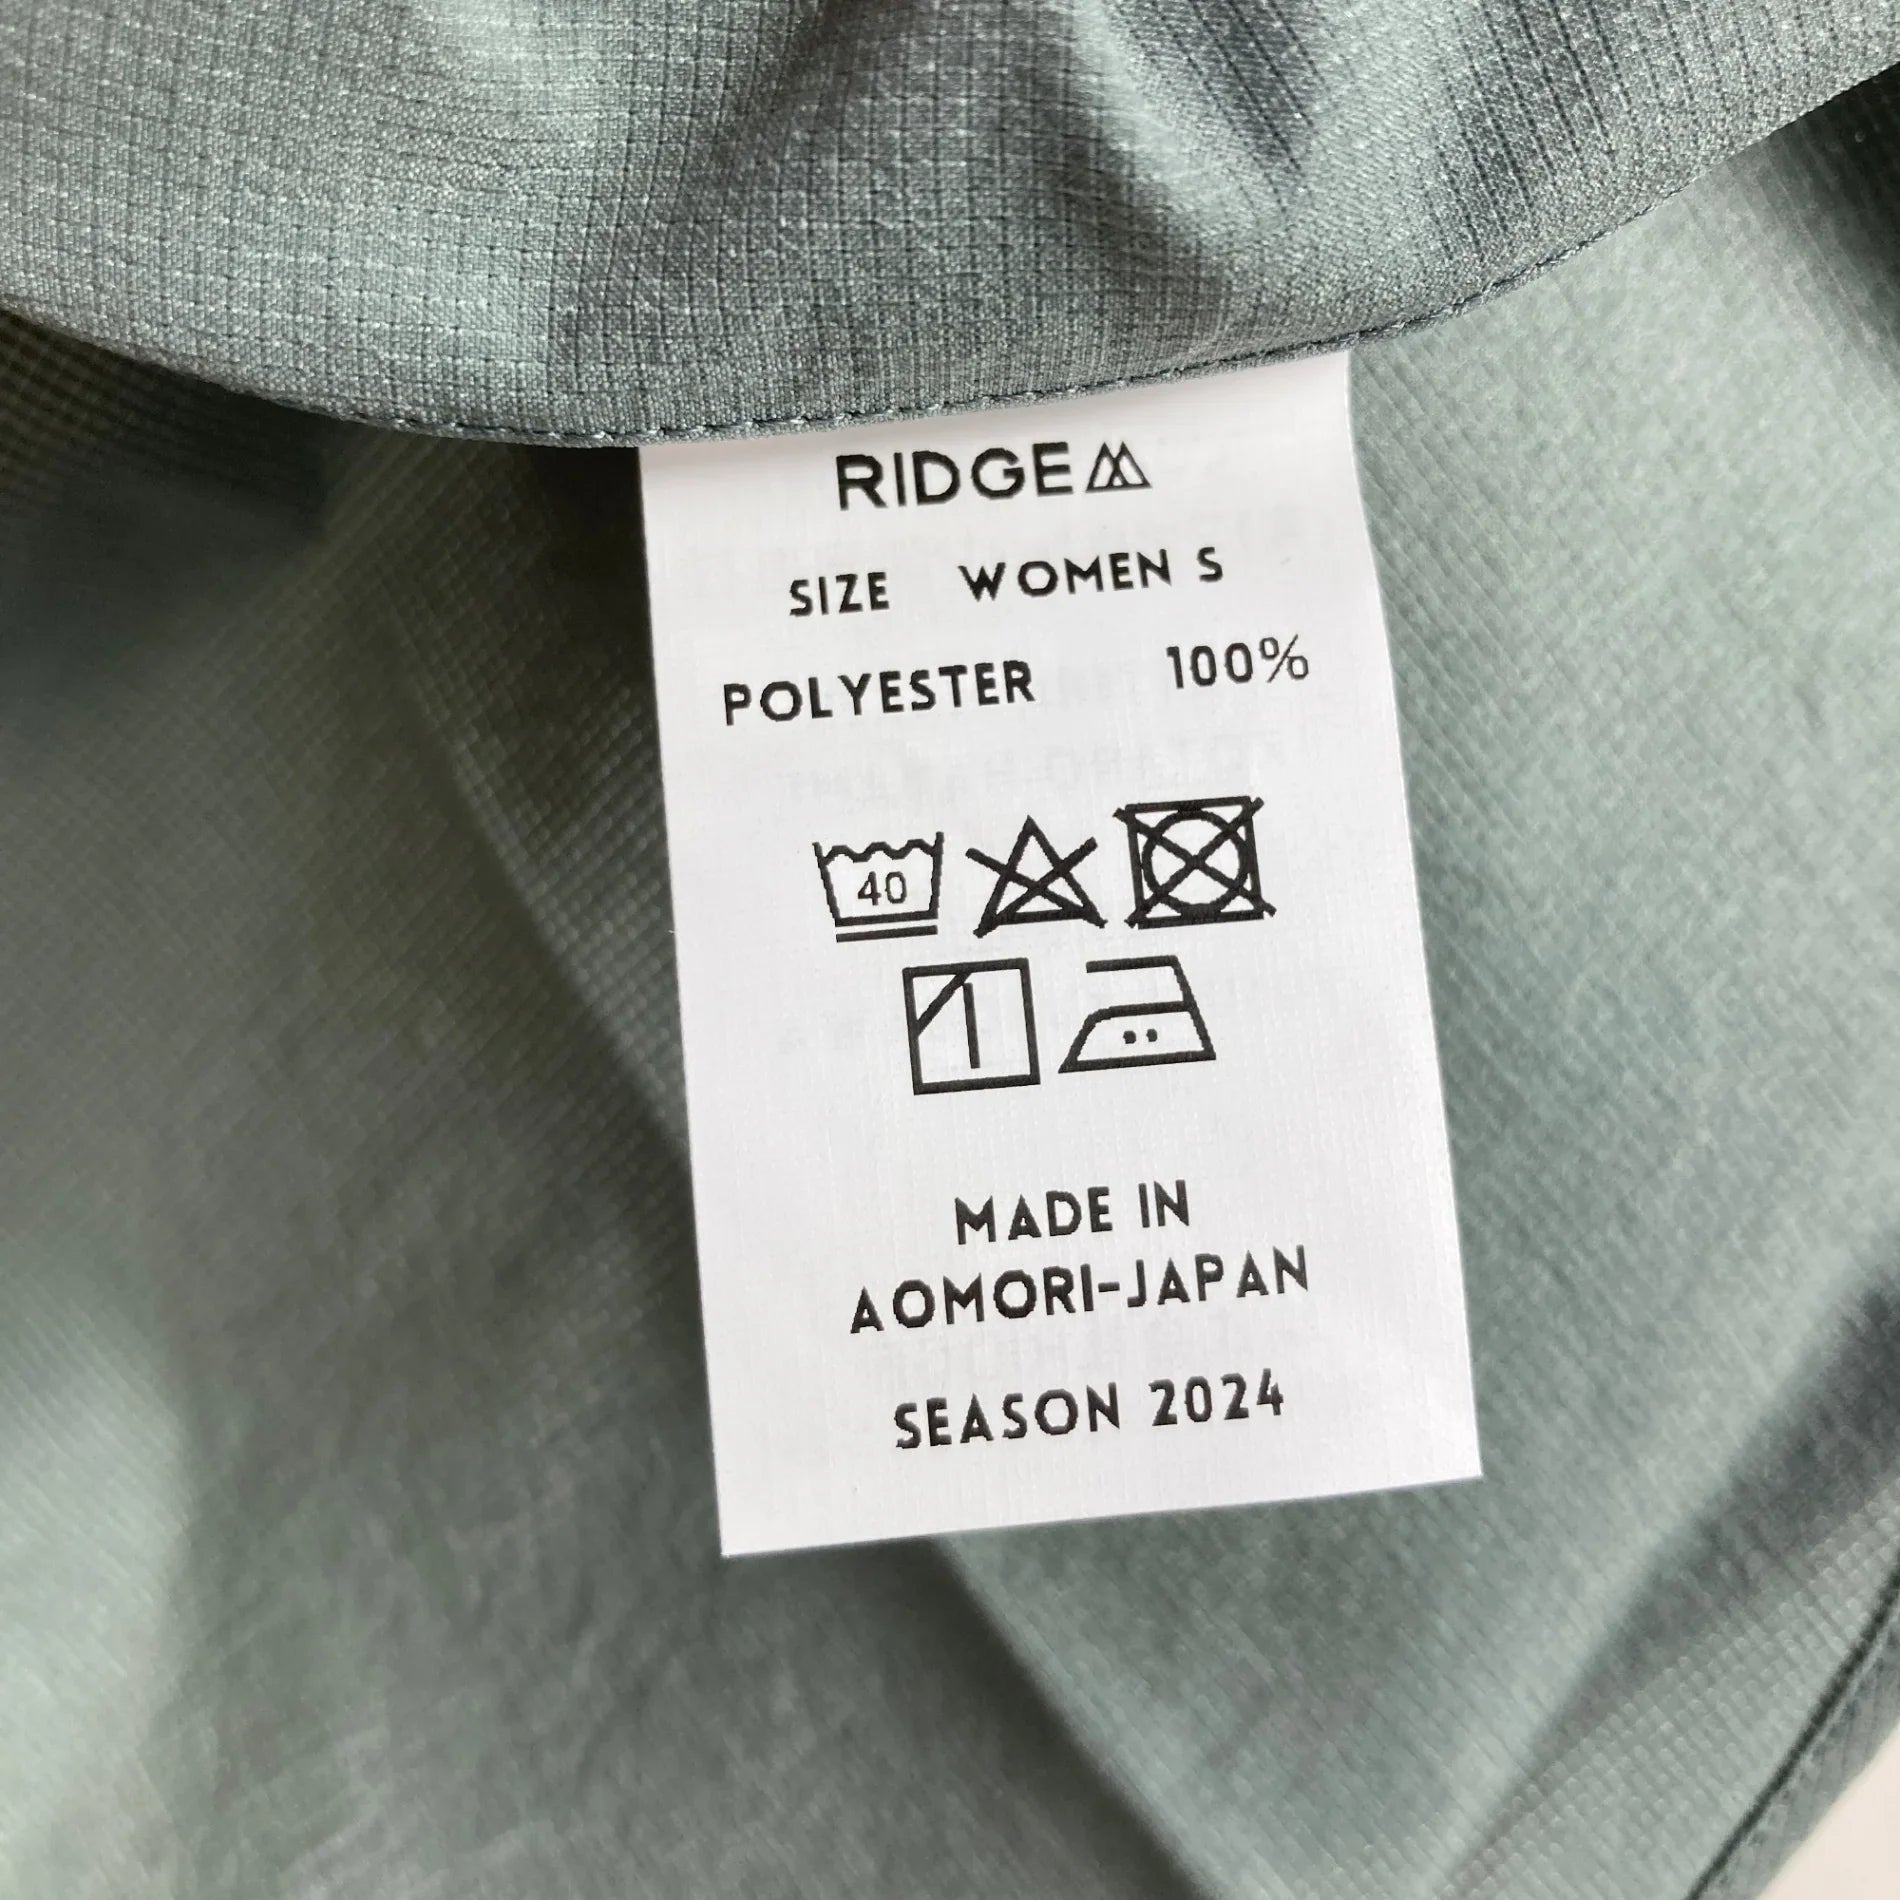 RIDGE
SIZE WOMEN S
POLYESTER 100%
40
MADE IN
AOMORI-JAPAN
SEASON 2024